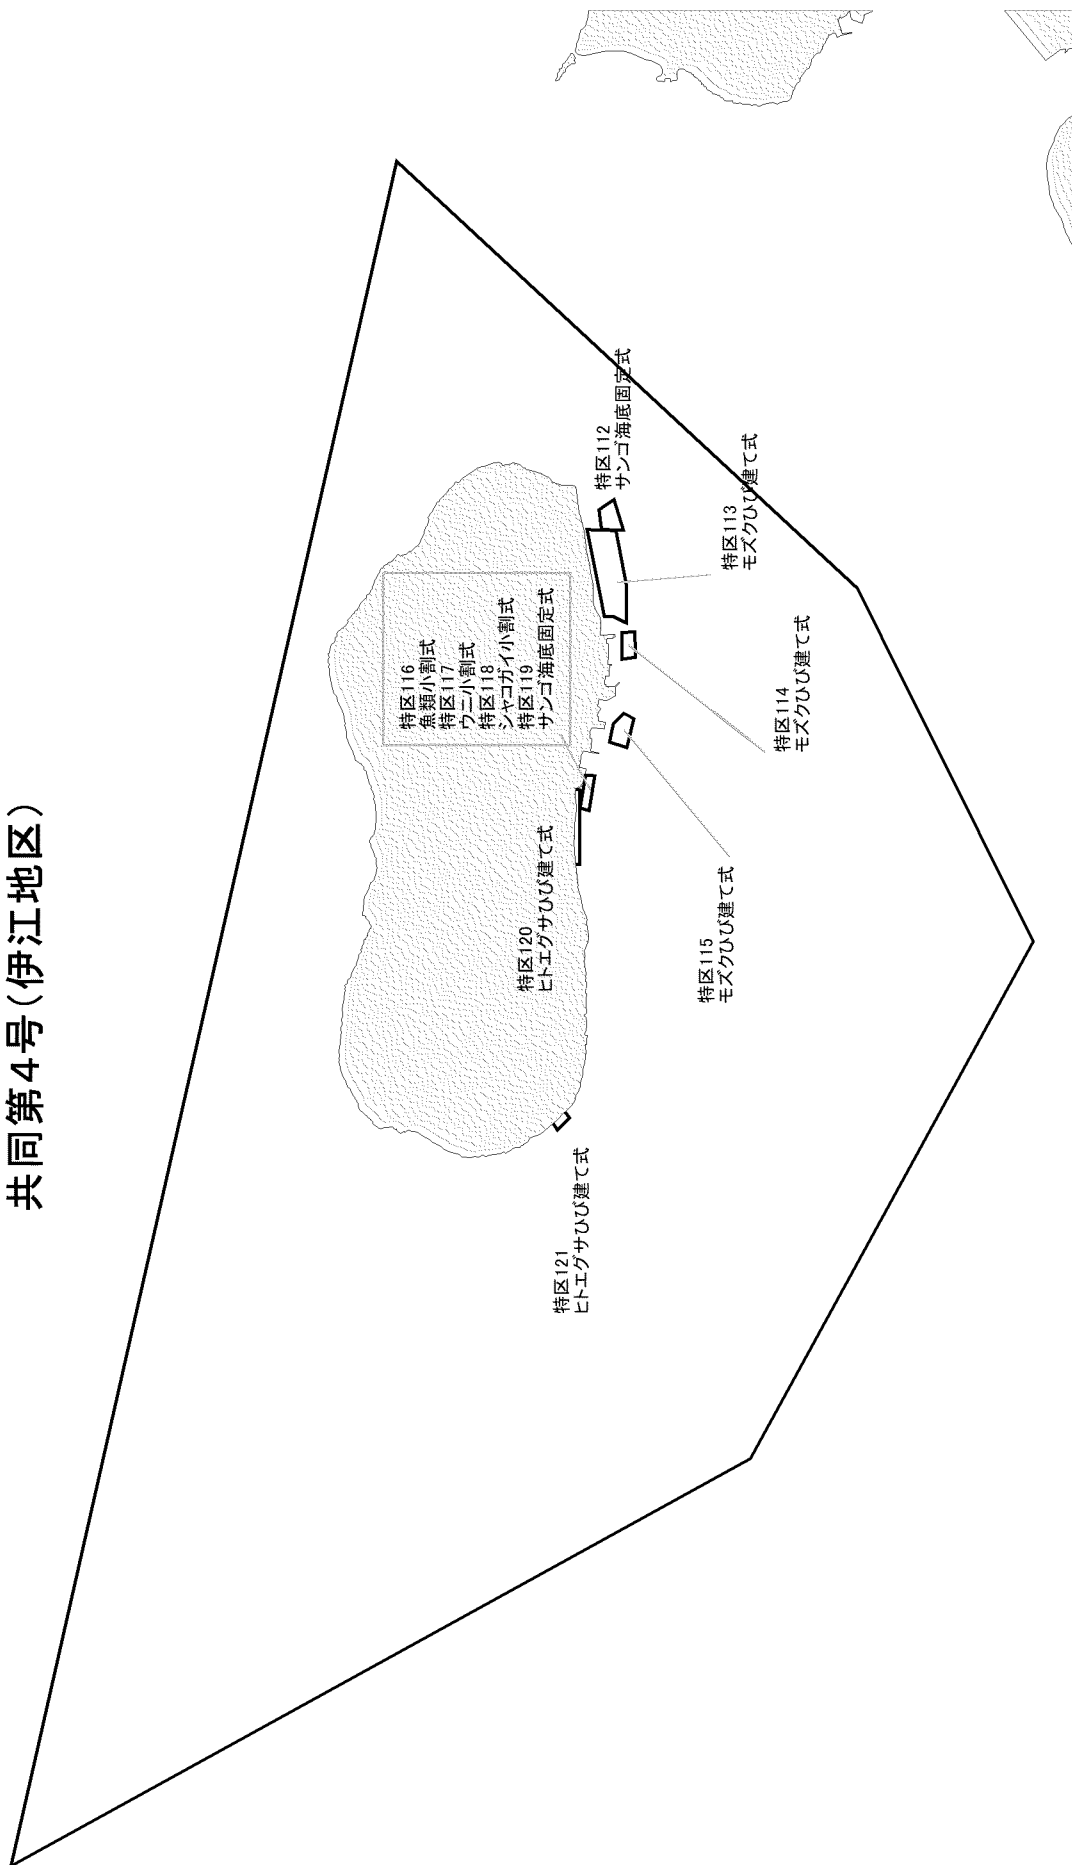 共同第4号(伊江地区)
特区116
魚類小割式
特区117
ウニ小割式
特区118
シャコガイ小割式
特区119
サンゴ海底固定式
特区112
サンゴ海底固定式
特区113
モズクひび建て式
特区114
モズクひび建て式
特区115
モズクひび建て式
特区120
ヒトエグサひび建て式
特区121
ヒトエグサひび建て式